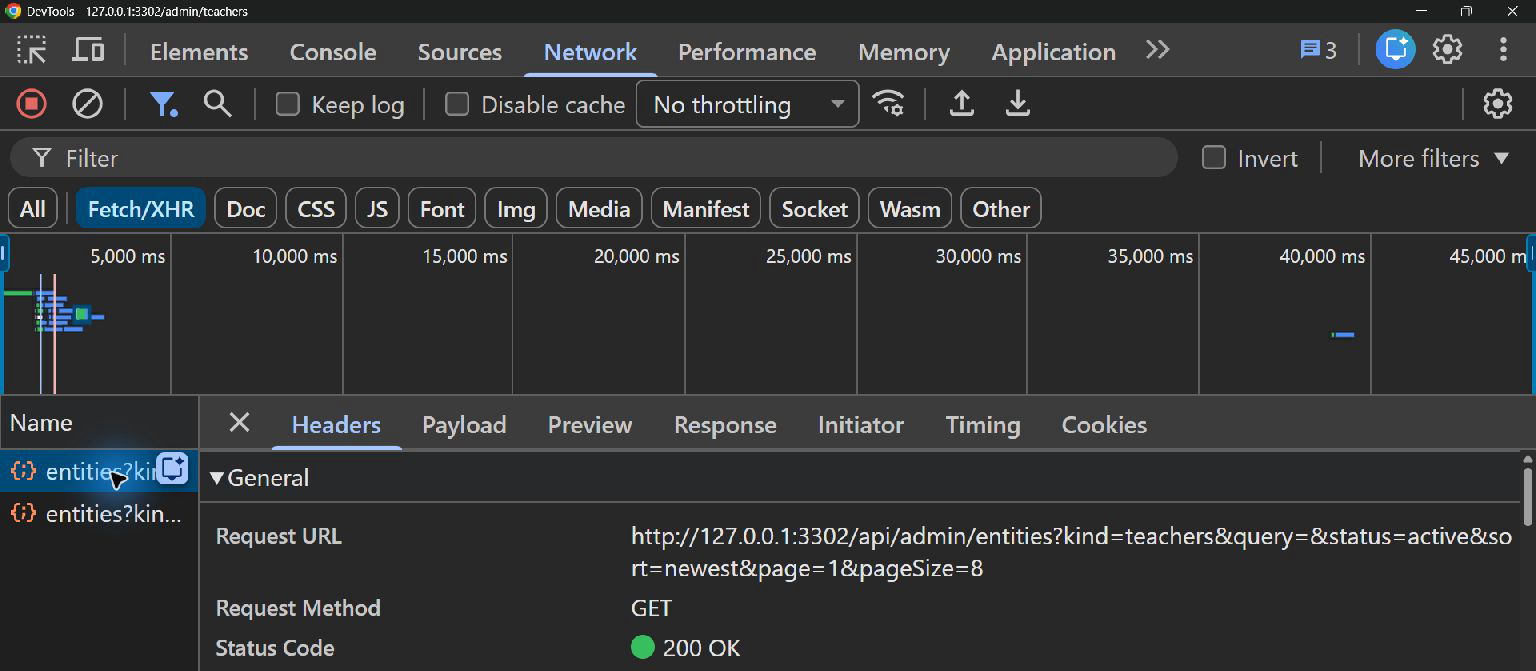 DevTools 127.0.0.1:3302/admin/teachers
Elements Console Sources Network Performance Memory Application 3
Keep log Disable cache No throttling
Filter Invert More filters
All Fetch/XHR Doc CSS JS Font Img Media Manifest Socket Wasm Other
5,000 ms 10,000 ms 15,000 ms 20,000 ms 25,000 ms 30,000 ms 35,000 ms 40,000 ms 45,000 m
Name Headers Payload Preview Response Initiator Timing Cookies
entities?ki
General
entities?kin...
Request URL http://127.0.0.1:3302/api/admin/entities?kind=teachers&query=&status=active&so
rt=newest&page=1&pageSize=8
Request Method GET
Status Code 200 OK